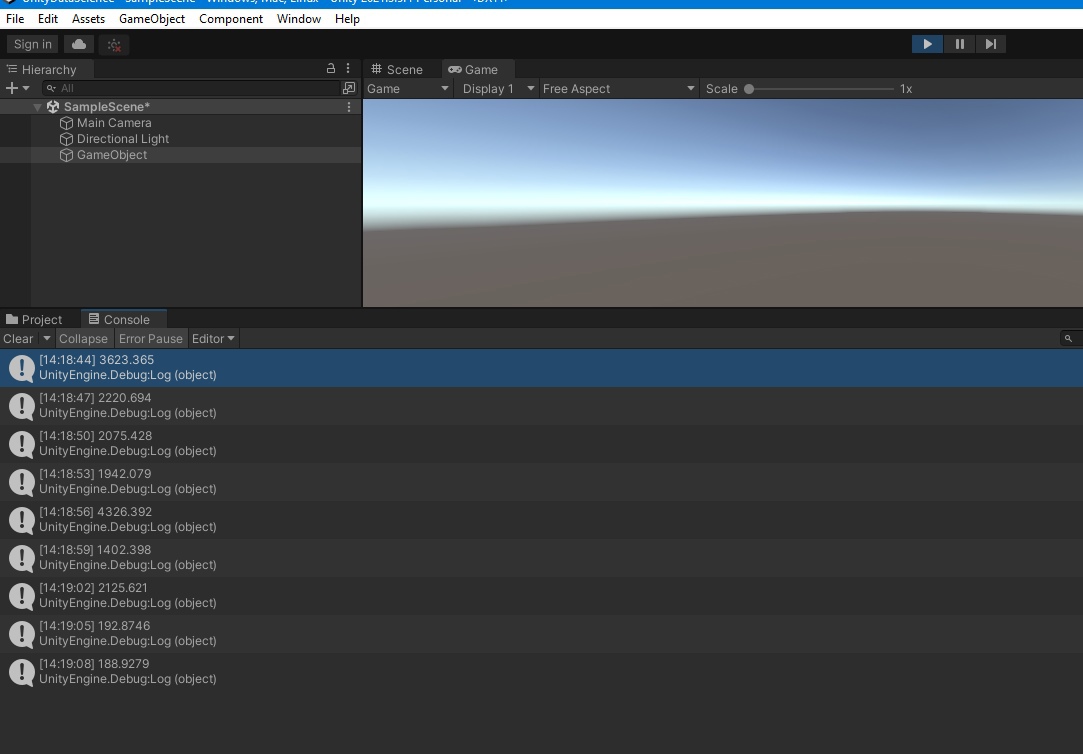 File Edit Assets GameObject Component Window Help
Sign in
Hierarchy
All
SampleScene*
Main Camera
Directional Light
GameObject
Scene Game
Game Display 1 Free Aspect Scale 1x
Project Console
Clear Collapse Error Pause Editor
[14:18:44] 3623.365
UnityEngine.Debug:Log (object)
[14:18:47] 2220.694
UnityEngine.Debug:Log (object)
[14:18:50] 2075.428
UnityEngine.Debug:Log (object)
[14:18:53] 1942.079
UnityEngine.Debug:Log (object)
[14:18:56] 4326.392
UnityEngine.Debug:Log (object)
[14:18:59] 1402.398
UnityEngine.Debug:Log (object)
[14:19:02] 2125.621
UnityEngine.Debug:Log (object)
[14:19:05] 192.8746
UnityEngine.Debug:Log (object)
[14:19:08] 188.9279
UnityEngine.Debug:Log (object)